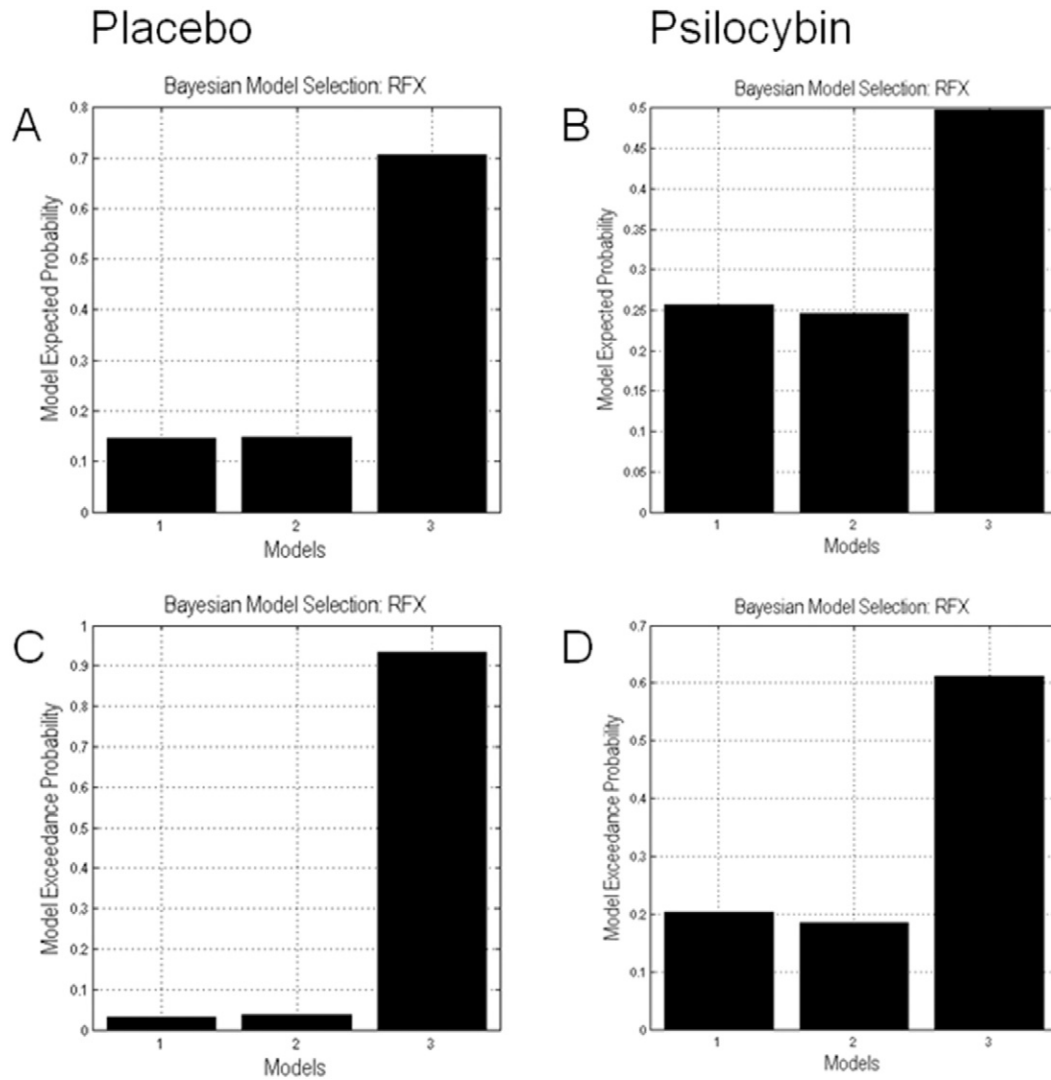 Placebo
Psilocybin
A
Bayesian Model Selection: RFX
Model Expected Probability
0.8
0.7
0.6
0.5
0.4
0.3
0.2
0.1
0
1 2 3
Models
B
Bayesian Model Selection: RFX
Model Expected Probability
0.5
0.45
0.4
0.35
0.3
0.25
0.2
0.15
0.1
0.05
0
1 2 3
Models
C
Bayesian Model Selection: RFX
Model Exceedance Probability
1
0.9
0.8
0.7
0.6
0.5
0.4
0.3
0.2
0.1
0
1 2 3
Models
D
Bayesian Model Selection: RFX
Model Exceedance Probability
0.7
0.6
0.5
0.4
0.3
0.2
0.1
0
1 2 3
Models